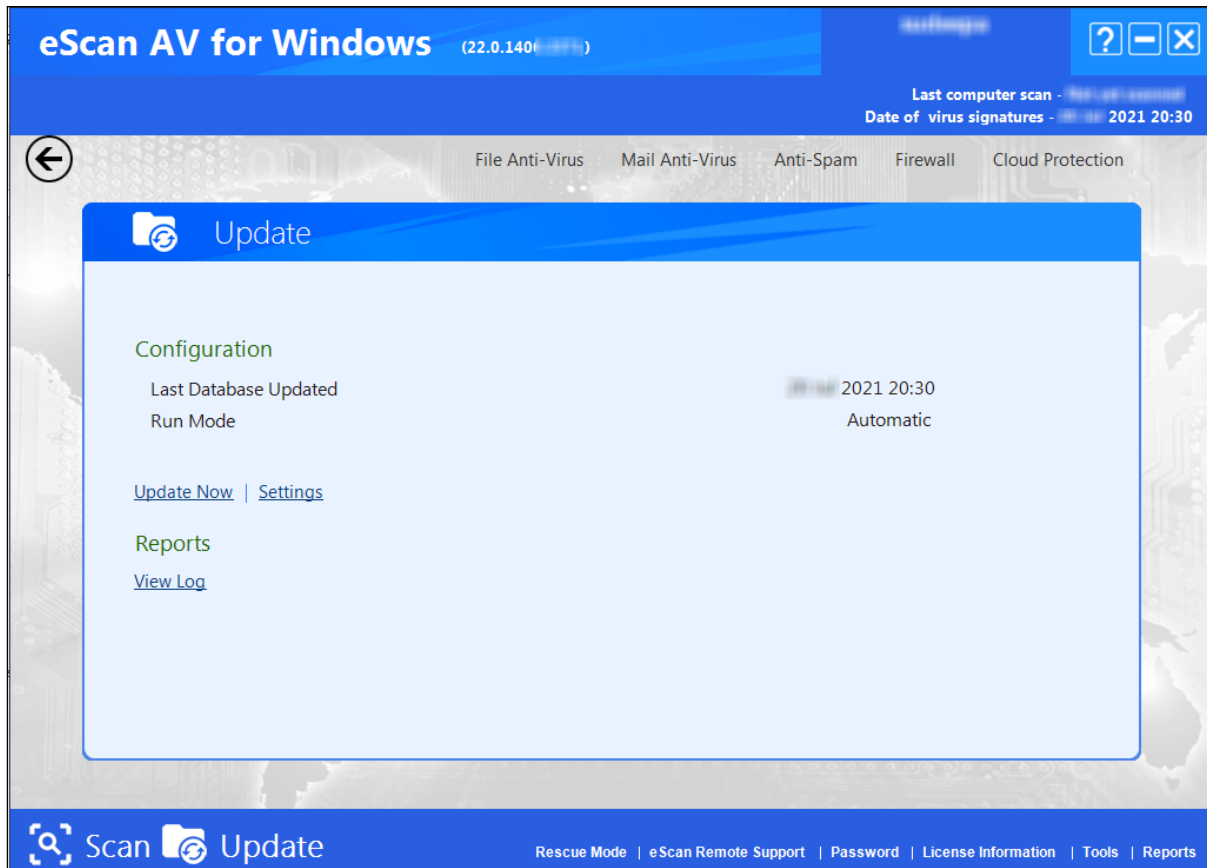 eScan AV for Windows (22.0.140
Last computer scan -
Date of virus signatures - 2021 20:30
File Anti-Virus Mail Anti-Virus Anti-Spam Firewall Cloud Protection
Update
Configuration
Last Database Updated 2021 20:30
Run Mode Automatic
Update Now | Settings
Reports
View Log
Scan Update
Rescue Mode | eScan Remote Support | Password | License Information | Tools | Reports